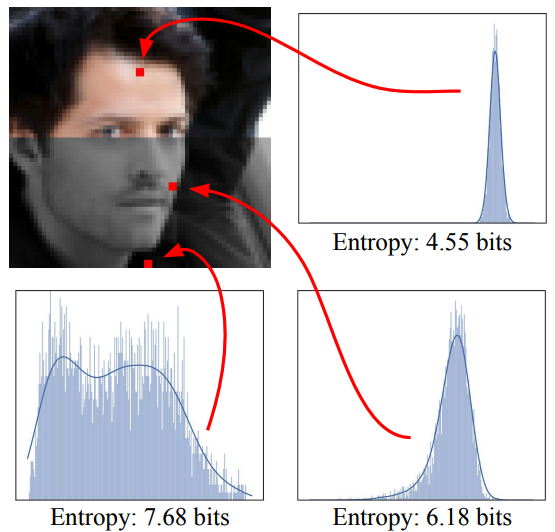 Entropy: 4.55 bits
Entropy: 7.68 bits
Entropy: 6.18 bits